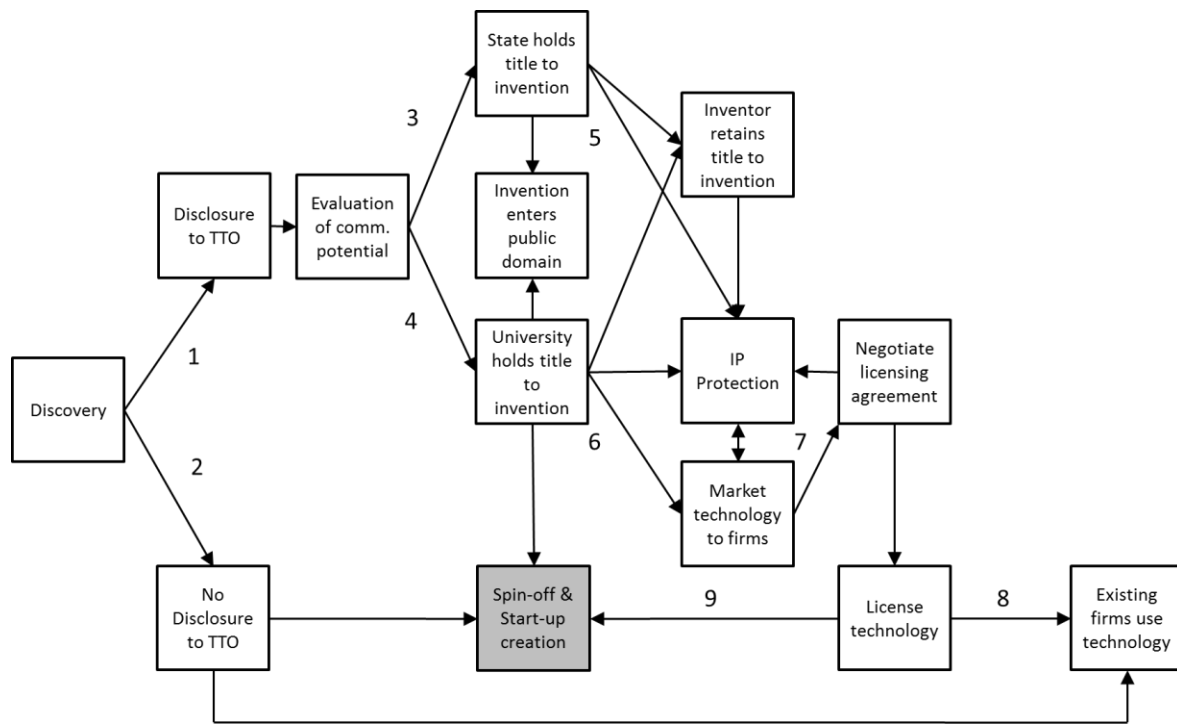 State holds
title to
invention
3
5
Inventor
retains
title to
invention
Disclosure
to TTO
Evaluation
of comm.
potential
Invention
enters
public
domain
4
1
University
holds title
to
invention
IP
Protection
Negotiate
licensing
agreement
Discovery
6
7
2
Market
technology
to firms
No
Disclosure
to TTO
Spin-off &
Start-up
creation
9
License
technology
8
Existing
firms use
technology